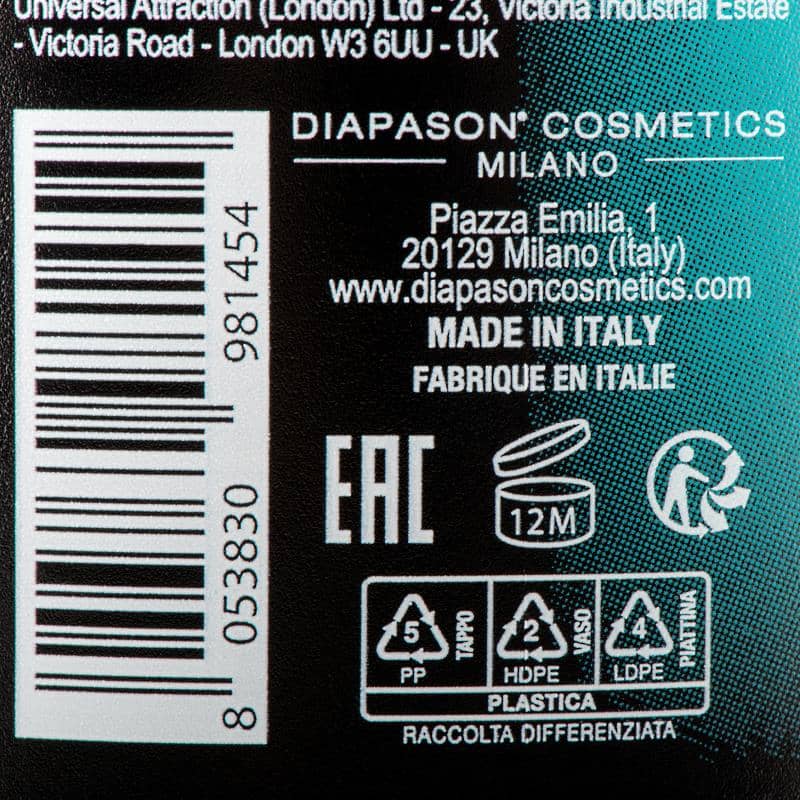 Universal Attraction (London) Ltd - 23, Victoria Industrial Estate
- Victoria Road - London W3 6UU - UK
DIAPASON® COSMETICS
MILANO
Piazza Emilia, 1
20129 Milano (Italy)
www.diapasoncosmetics.com
MADE IN ITALY
FABRIQUE EN ITALIE
EAC
12M
5 PP TAPPO
2 HDPE VASO
4 LDPE PIATTINA
PLASTICA
RACCOLTA DIFFERENZIATA
8 053830 981454